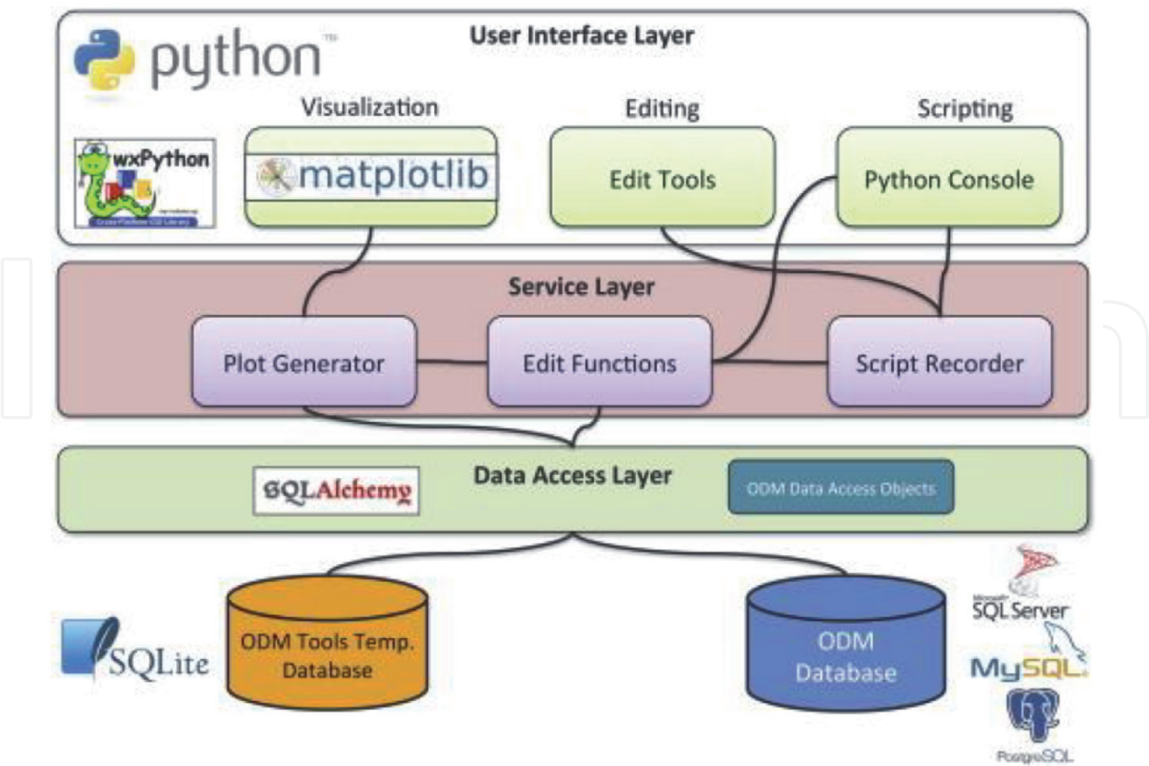 python™
User Interface Layer
Visualization
Editing
Scripting
wxPython
matplotlib
Edit Tools
Python Console
Service Layer
Plot Generator
Edit Functions
Script Recorder
SQLAlchemy
Data Access Layer
ODM Data Access Objects
SQLite
ODM Tools Temp.
Database
ODM
Database
Microsoft
SQL Server
MySQL
PostgreSQL